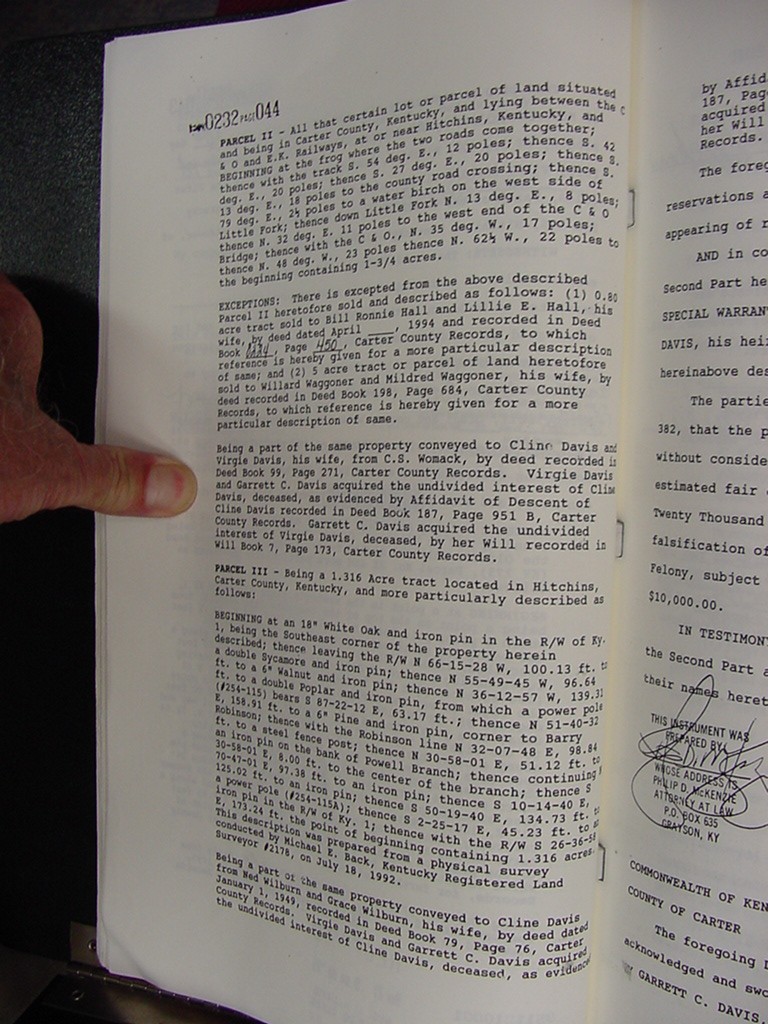 0232 PAGE 044
PARCEL II - All that certain lot or parcel of land situated
and being in Carter County, Kentucky, and lying between the C
& O and E.K. Railways, at or near Hitchins, Kentucky, and
BEGINNING at the frog where the two roads come together;
thence with the track S. 54 deg. E., 12 poles; thence S. 42
deg. E., 20 poles; thence S. 27 deg. E., 20 poles; thence S.
13 deg. E., 18 poles to the county road crossing; thence S.
79 deg. E., 2½ poles to a water birch on the west side of
Little Fork; thence down Little Fork N. 13 deg. E., 8 poles;
thence N. 32 deg. E. 11 poles to the west end of the C & O
Bridge; thence with the C & O., N. 35 deg. W., 17 poles;
thence N. 48 deg. W., 23 poles thence N. 62½ W., 22 poles to
the beginning containing 1-3/4 acres.
EXCEPTIONS: There is excepted from the above described
Parcel II heretofore sold and described as follows: (1) 0.80
acre tract sold to Bill Ronnie Hall and Lillie E. Hall, his
wife, by deed dated April ____, 1994 and recorded in Deed
Book, Page 450, Carter County Records, to which
reference is hereby given for a more particular description
of same; and (2) 5 acre tract or parcel of land heretofore
sold to Willard Waggoner and Mildred Waggoner, his wife, by
deed recorded in Deed Book 198, Page 684, Carter County
Records, to which reference is hereby given for a more
particular description of same.
Being a part of the same property conveyed to Cline Davis and
Virgie Davis, his wife, from C.S. Womack, by deed recorded in
Deed Book 99, Page 271, Carter County Records. Virgie Davis
and Garrett C. Davis acquired the undivided interest of Cline
Davis, deceased, as evidenced by Affidavit of Descent of
Cline Davis recorded in Deed Book 187, Page 951 B, Carter
County Records. Garrett C. Davis acquired the undivided
interest of Virgie Davis, deceased, by her Will recorded in
Will Book 7, Page 173, Carter County Records.
PARCEL III - Being a 1.316 Acre tract located in Hitchins,
Carter County, Kentucky, and more particularly described as
follows:
BEGINNING at an 18" White Oak and iron pin in the R/W of Ky.
1, being the Southeast corner of the property herein
described; thence leaving the R/W N 66-15-28 W, 100.13 ft. to
a double Sycamore and iron pin; thence N 55-49-45 W, 96.64
ft. to a 6" Walnut and iron pin; thence N 36-12-57 W, 139.31
ft. to a double Poplar and iron pin, from which a power pole
(#254-115) bears S 87-22-12 E, 63.17 ft.; thence N 51-40-32
E, 158.91 ft. to a 6" Pine and iron pin, corner to Barry
Robinson; thence with the Robinson line N 32-07-48 E, 98.84
ft. to a steel fence post; thence N 30-58-01 E, 51.12 ft. to
an iron pin on the bank of Powell Branch; thence continuing N
30-58-01 E, 8.00 ft. to the center of the branch; thence S
70-47-01 E, 97.38 ft. to an iron pin; thence S 10-14-40 E,
125.02 ft. to an iron pin; thence S 50-19-40 E, 134.73 ft. to
a power pole (#254-115A); thence S 2-25-17 E, 45.23 ft. to an
iron pin in the R/W of Ky. 1; thence with the R/W S 26-36-58
E, 173.24 ft. the point of beginning containing 1.316 acres.
This description was prepared from a physical survey
conducted by Michael E. Back, Kentucky Registered Land
Surveyor #2178, on July 18, 1992.
Being a part of the same property conveyed to Cline Davis
from Ned Wilburn and Grace Wilburn, his wife, by deed dated
January 1, 1949, recorded in Deed Book 79, Page 76, Carter
County Records. Virgie Davis and Garrett C. Davis acquired
the undivided interest of Cline Davis, deceased, as evidence
by Affid
187, Pag
acquired
her Will
Records.
The foreg
reservations a
appearing of r
AND in co
Second Part he
SPECIAL WARRAN
DAVIS, his hei
hereinabove des
The partie
382, that the p
without conside
estimated fair
Twenty Thousand
falsification of
Felony, subject
$10,000.00.
IN TESTIMON
the Second Part a
their names heret
THIS INSTRUMENT WAS
PREPARED BY:
WHOSE ADDRESS IS
PHILIP D. McKENZIE
ATTORNEY AT LAW
P.O. BOX 635
GRAYSON, KY
COMMONWEALTH OF KEN
COUNTY OF CARTER
The foregoing I
acknowledged and swo
GARRETT C. DAVIS,